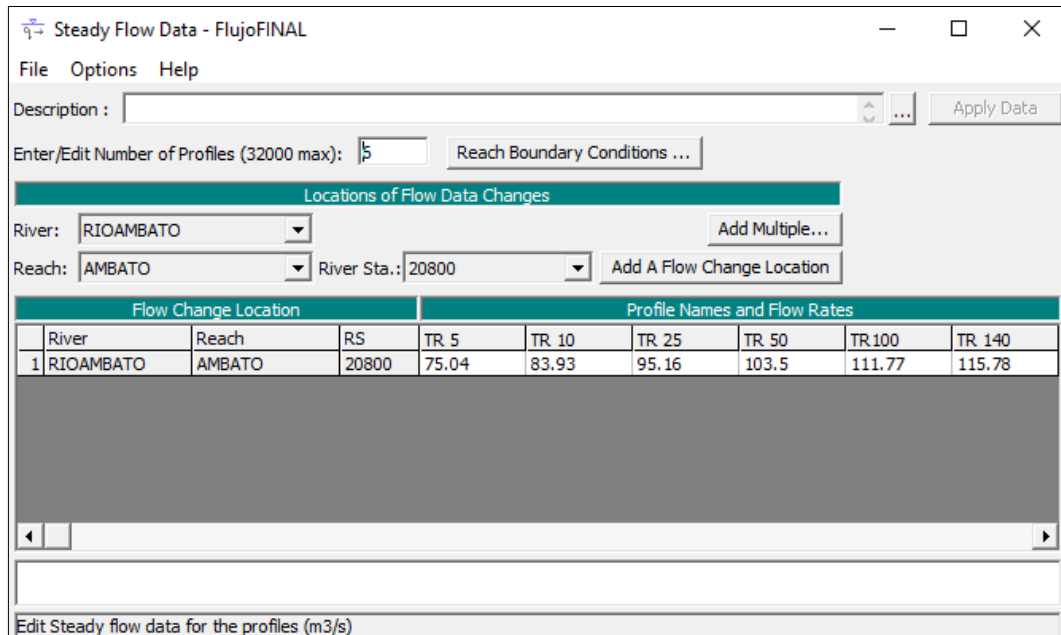 Steady Flow Data - FlujoFINAL
File Options Help
Description : ... Apply Data
Enter/Edit Number of Profiles (32000 max): 5 Reach Boundary Conditions ...
Locations of Flow Data Changes
River: RIOAMBATO Add Multiple...
Reach: AMBATO River Sta.: 20800 Add A Flow Change Location
Flow Change Location Profile Names and Flow Rates
River Reach RS TR 5 TR 10 TR 25 TR 50 TR100 TR 140
1 RIOAMBATO AMBATO 20800 75.04 83.93 95.16 103.5 111.77 115.78
Edit Steady flow data for the profiles (m3/s)